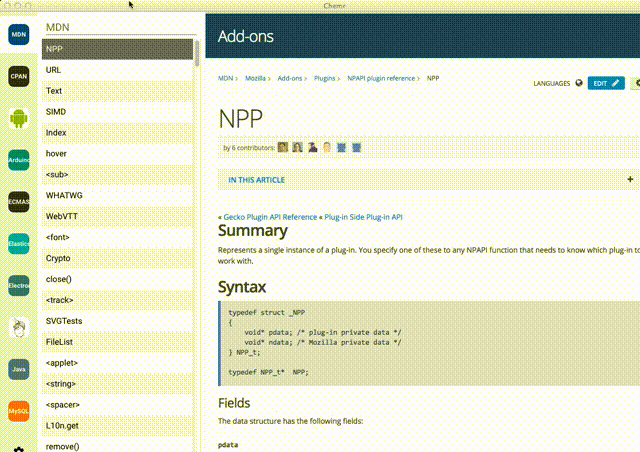 Chemr
MDN
CPAN
Arduino
ECMAS
Elastics
Electron
Java
MySQL
MDN
NPP
URL
Text
SIMD
Index
hover
<sub>
WHATWG
WebVTT
<font>
Crypto
close()
<track>
SVGTests
FileList
<applet>
<string>
<spacer>
L10n.get
remove()
Add-ons
MDN › Mozilla › Add-ons › Plugins › NPAPI plugin reference › NPP
LANGUAGES EDIT
NPP
by 6 contributors:
IN THIS ARTICLE +
« Gecko Plugin API Reference « Plug-in Side Plug-in API
Summary
Represents a single instance of a plug-in. You specify one of these to any NPAPI function that needs to know which plug-in to
work with.
Syntax
typedef struct _NPP
{
void* pdata; /* plug-in private data */
void* ndata; /* Mozilla private data */
} NPP_t;
typedef NPP_t* NPP;
Fields
The data structure has the following fields:
pdata